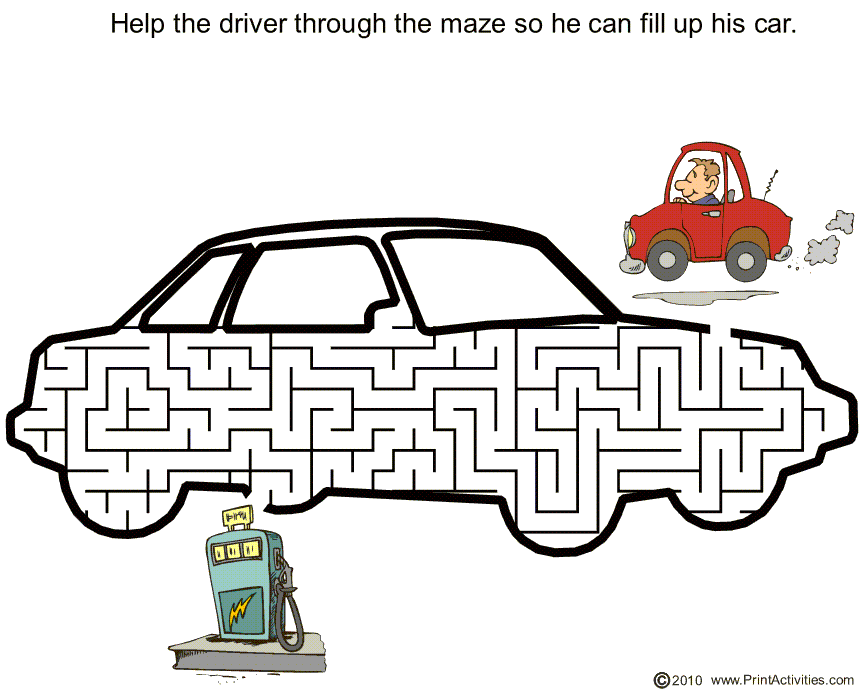 Help the driver through the maze so he can fill up his car.
©2010 www.PrintActivities.com